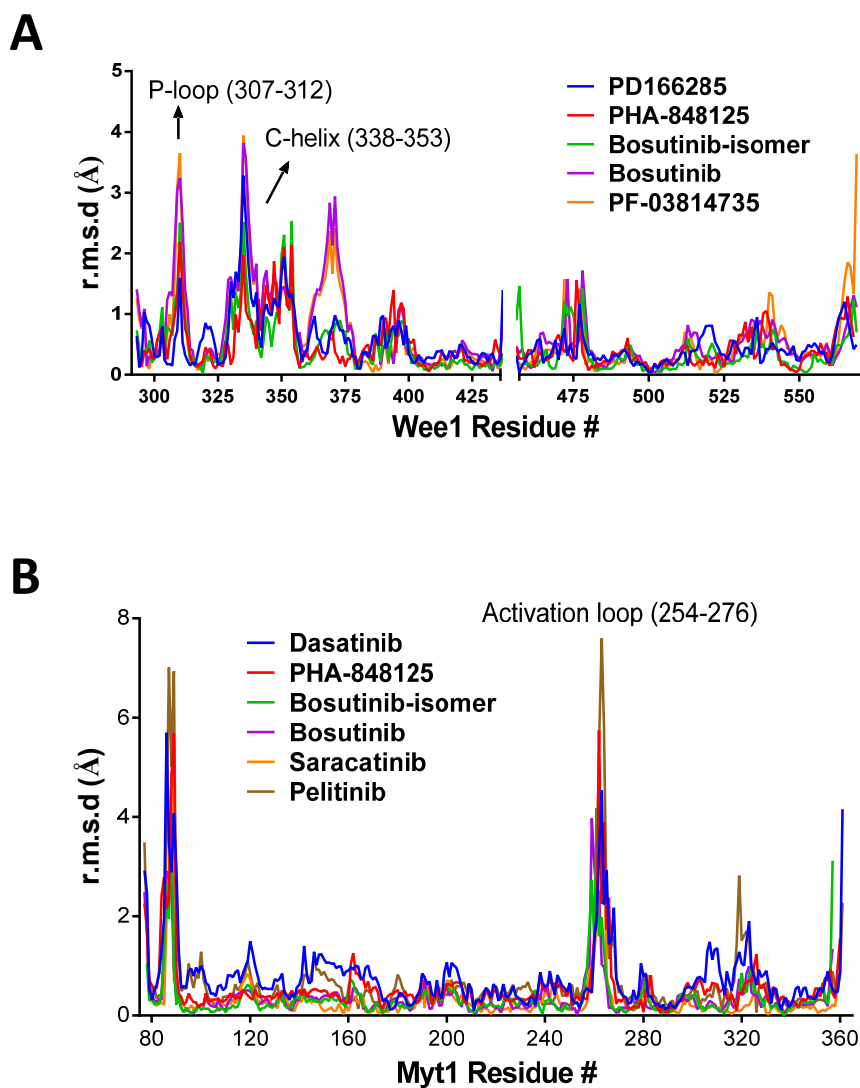 A
5
4
3
2
1
0
r.m.s.d (Å)
P-loop (307-312)
C-helix (338-353)
PD166285
PHA-848125
Bosutinib-isomer
Bosutinib
PF-03814735
300 325 350 375 400 425 475 500 525 550
Wee1 Residue #
B
8
6
4
2
0
r.m.s.d (Å)
Activation loop (254-276)
Dasatinib
PHA-848125
Bosutinib-isomer
Bosutinib
Saracatinib
Pelitinib
80 120 160 200 240 280 320 360
Myt1 Residue #